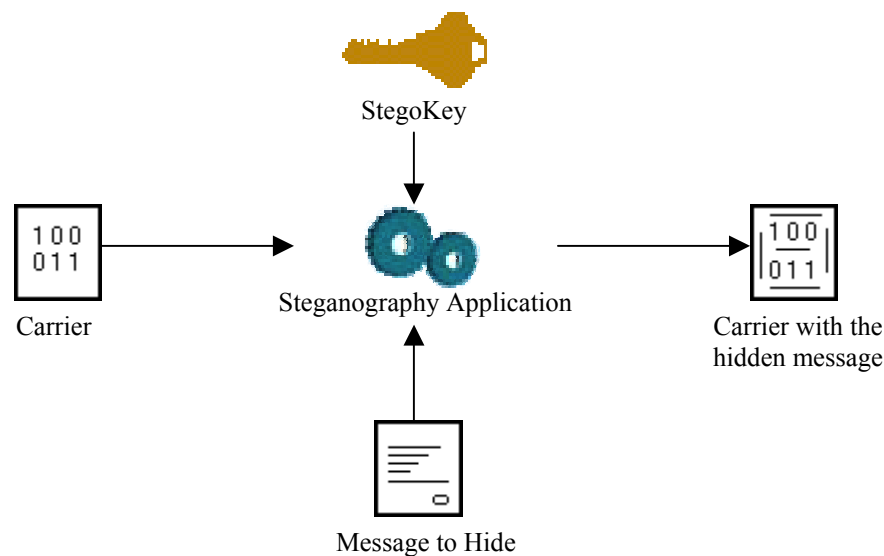 StegoKey
100
011
Carrier
Steganography Application
100
011
Carrier with the
hidden message
Message to Hide